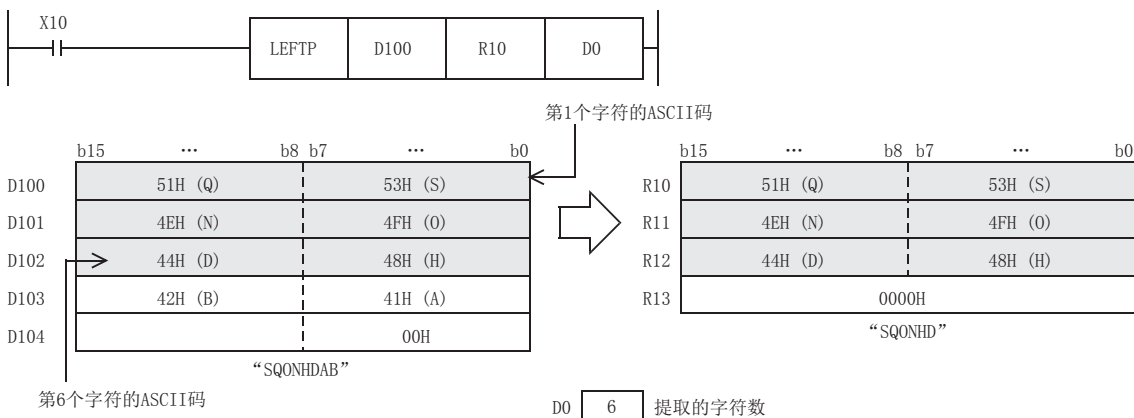 X10
LEFTP D100 R10 D0
第1个字符的ASCII码
b15 … b8 b7 … b0 b15 … b8 b7 … b0
D100 51H (Q) 53H (S) R10 51H (Q) 53H (S)
D101 4EH (N) 4FH (O) R11 4EH (N) 4FH (O)
D102 44H (D) 48H (H) R12 44H (D) 48H (H)
D103 42H (B) 41H (A) R13 0000H
D104 00H “SQONHD”
“SQONHDAB”
第6个字符的ASCII码
D0 6 提取的字符数